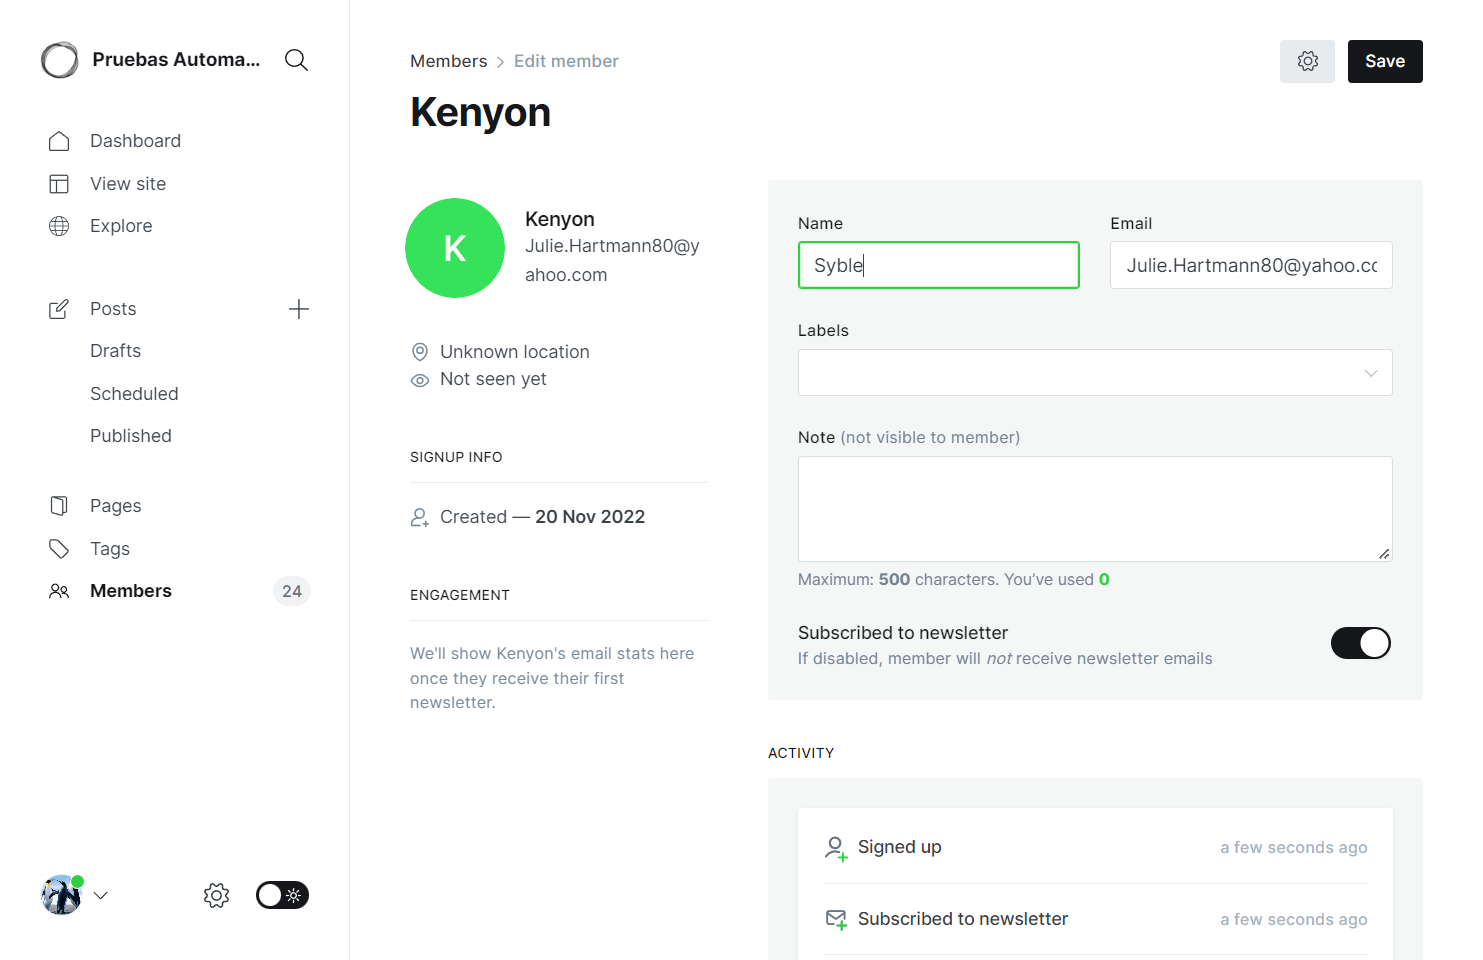 Pruebas Automa...
Dashboard
View site
Explore
Posts
Drafts
Scheduled
Published
Pages
Tags
Members
24
Members > Edit member
Save
Kenyon
K
Kenyon
Julie.Hartmann80@y
ahoo.com
Unknown location
Not seen yet
SIGNUP INFO
Created — 20 Nov 2022
ENGAGEMENT
We'll show Kenyon's email stats here
once they receive their first
newsletter.
Name
Syble
Email
Julie.Hartmann80@yahoo.cc
Labels
Note (not visible to member)
Maximum: 500 characters. You’ve used 0
Subscribed to newsletter
If disabled, member will not receive newsletter emails
ACTIVITY
Signed up
a few seconds ago
Subscribed to newsletter
a few seconds ago